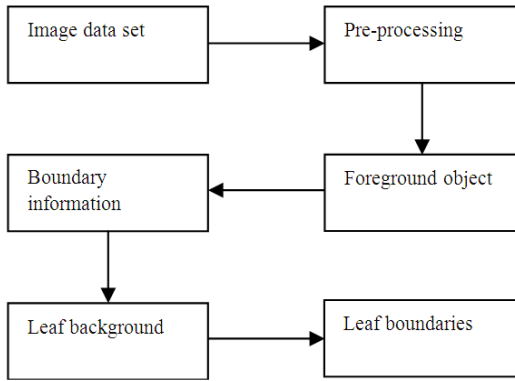 Image data set
Pre-processing
Foreground object
Boundary
information
Leaf background
Leaf boundaries